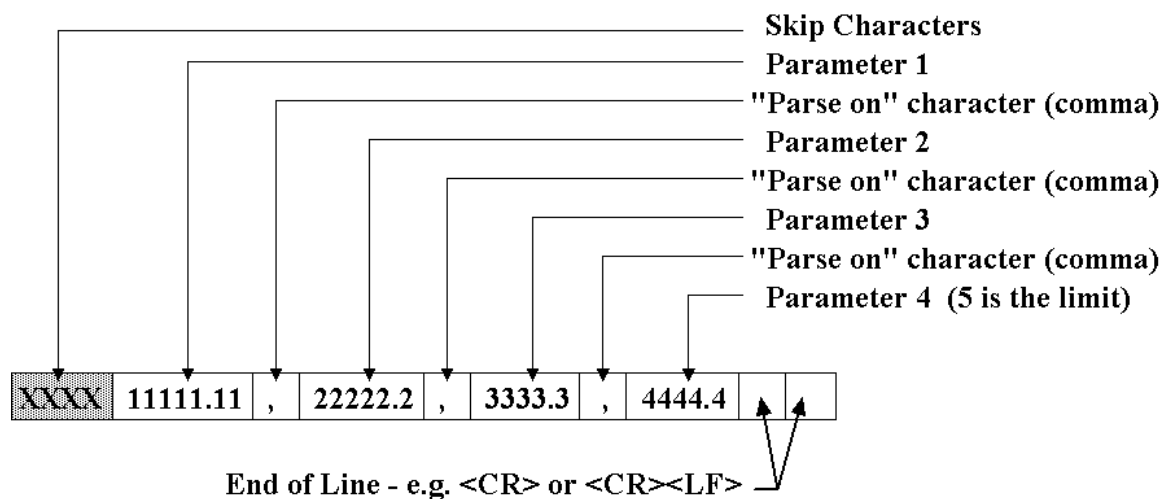 Skip Characters
Parameter 1
"Parse on" character (comma)
Parameter 2
"Parse on" character (comma)
Parameter 3
"Parse on" character (comma)
Parameter 4 (5 is the limit)
XXXX 11111.11 , 22222.2 , 3333.3 , 4444.4
End of Line - e.g. <CR> or <CR><LF>